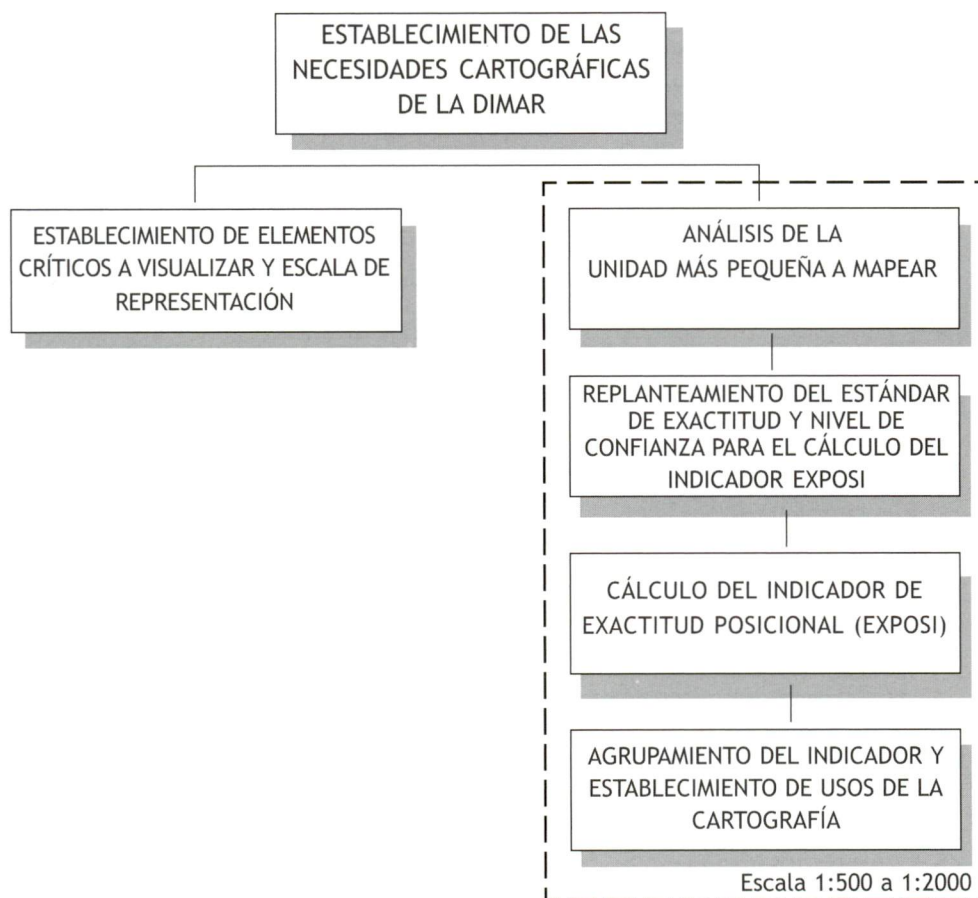 ESTABLECIMIENTO DE LAS
NECESIDADES CARTOGRÁFICAS
DE LA DIMAR
ESTABLECIMIENTO DE ELEMENTOS
CRÍTICOS A VISUALIZAR Y ESCALA DE
REPRESENTACIÓN
ANÁLISIS DE LA
UNIDAD MÁS PEQUEÑA A MAPEAR
REPLANTEAMIENTO DEL ESTÁNDAR
DE EXACTITUD Y NIVEL DE
CONFIANZA PARA EL CÁLCULO DEL
INDICADOR EXPOSI
CÁLCULO DEL INDICADOR DE
EXACTITUD POSICIONAL (EXPOSI)
AGRUPAMIENTO DEL INDICADOR Y
ESTABLECIMIENTO DE USOS DE LA
CARTOGRAFÍA
Escala 1:500 a 1:2000